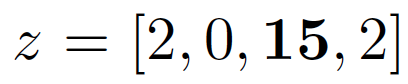 z = [2, 0, 15, 2]